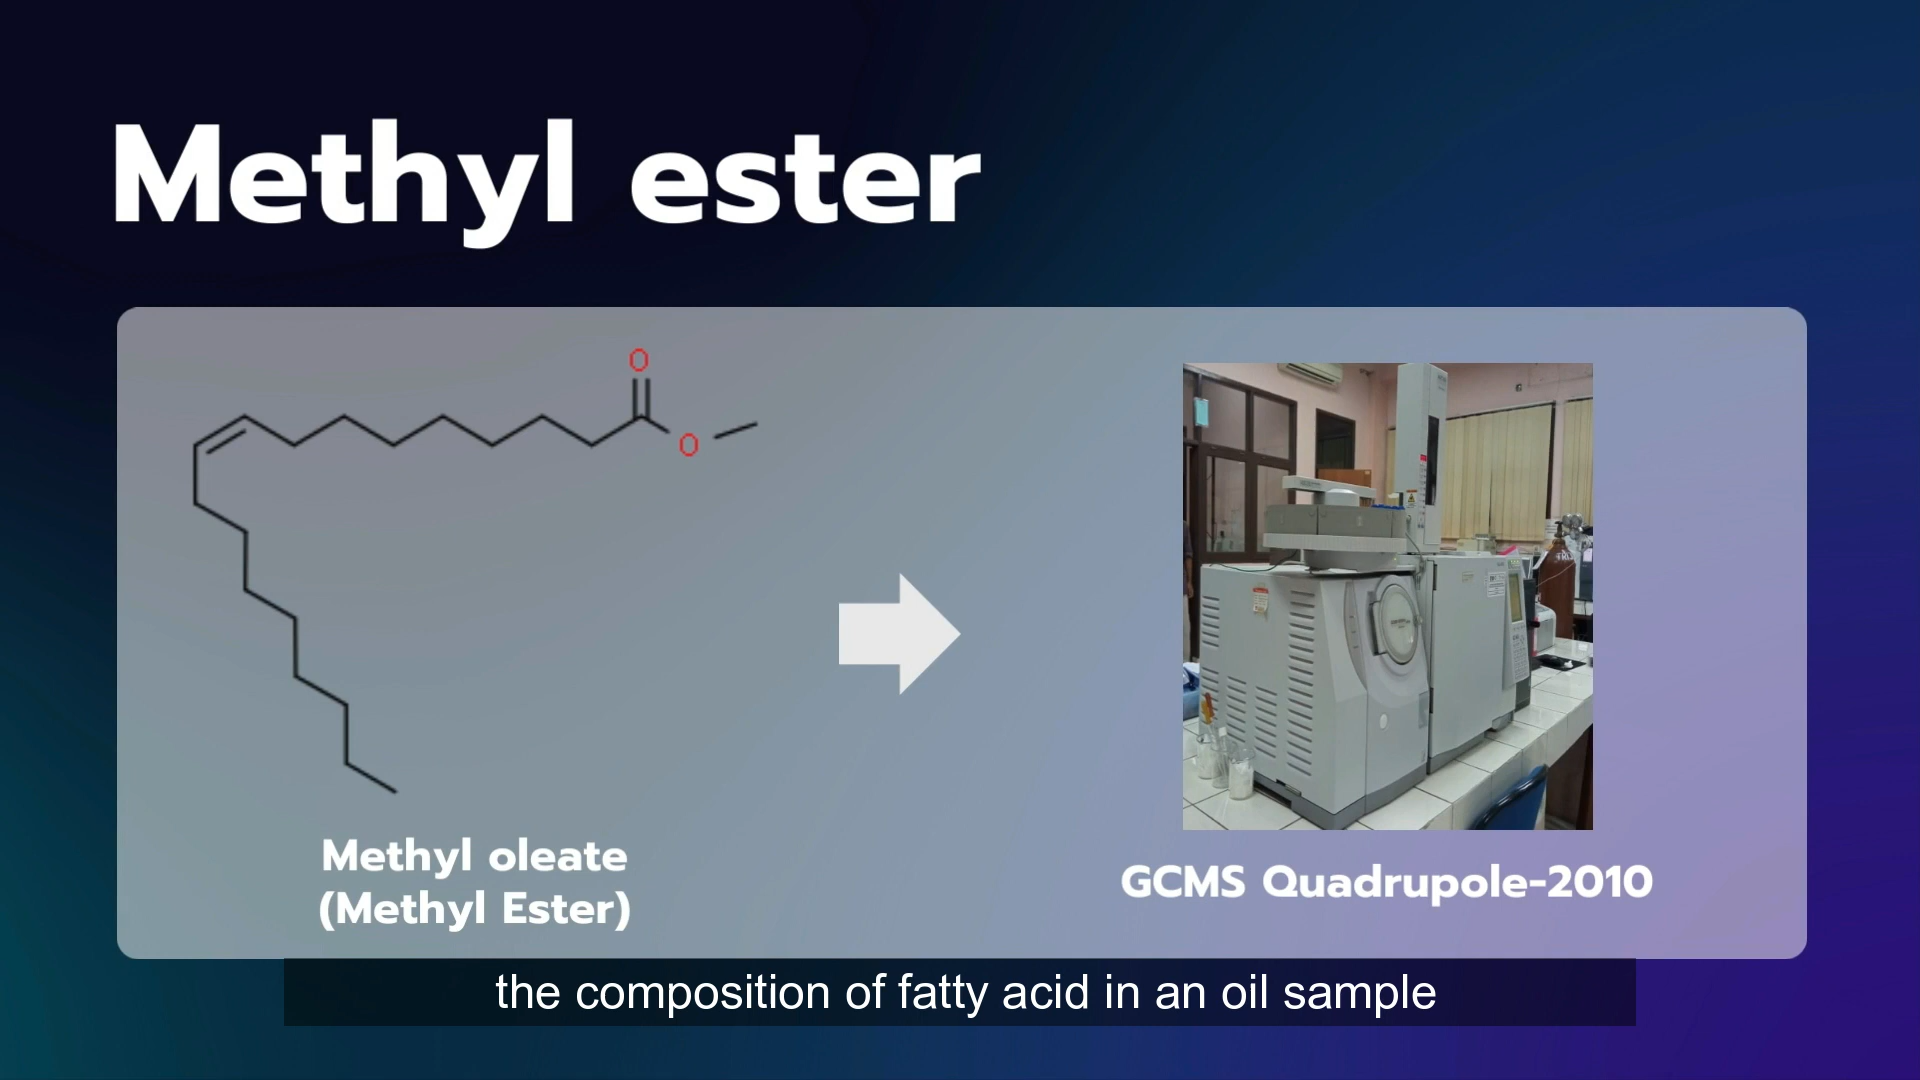 Methyl ester
O
O
Methyl oleate
(Methyl Ester)
GCMS Quadrupole-2010
the composition of fatty acid in an oil sample